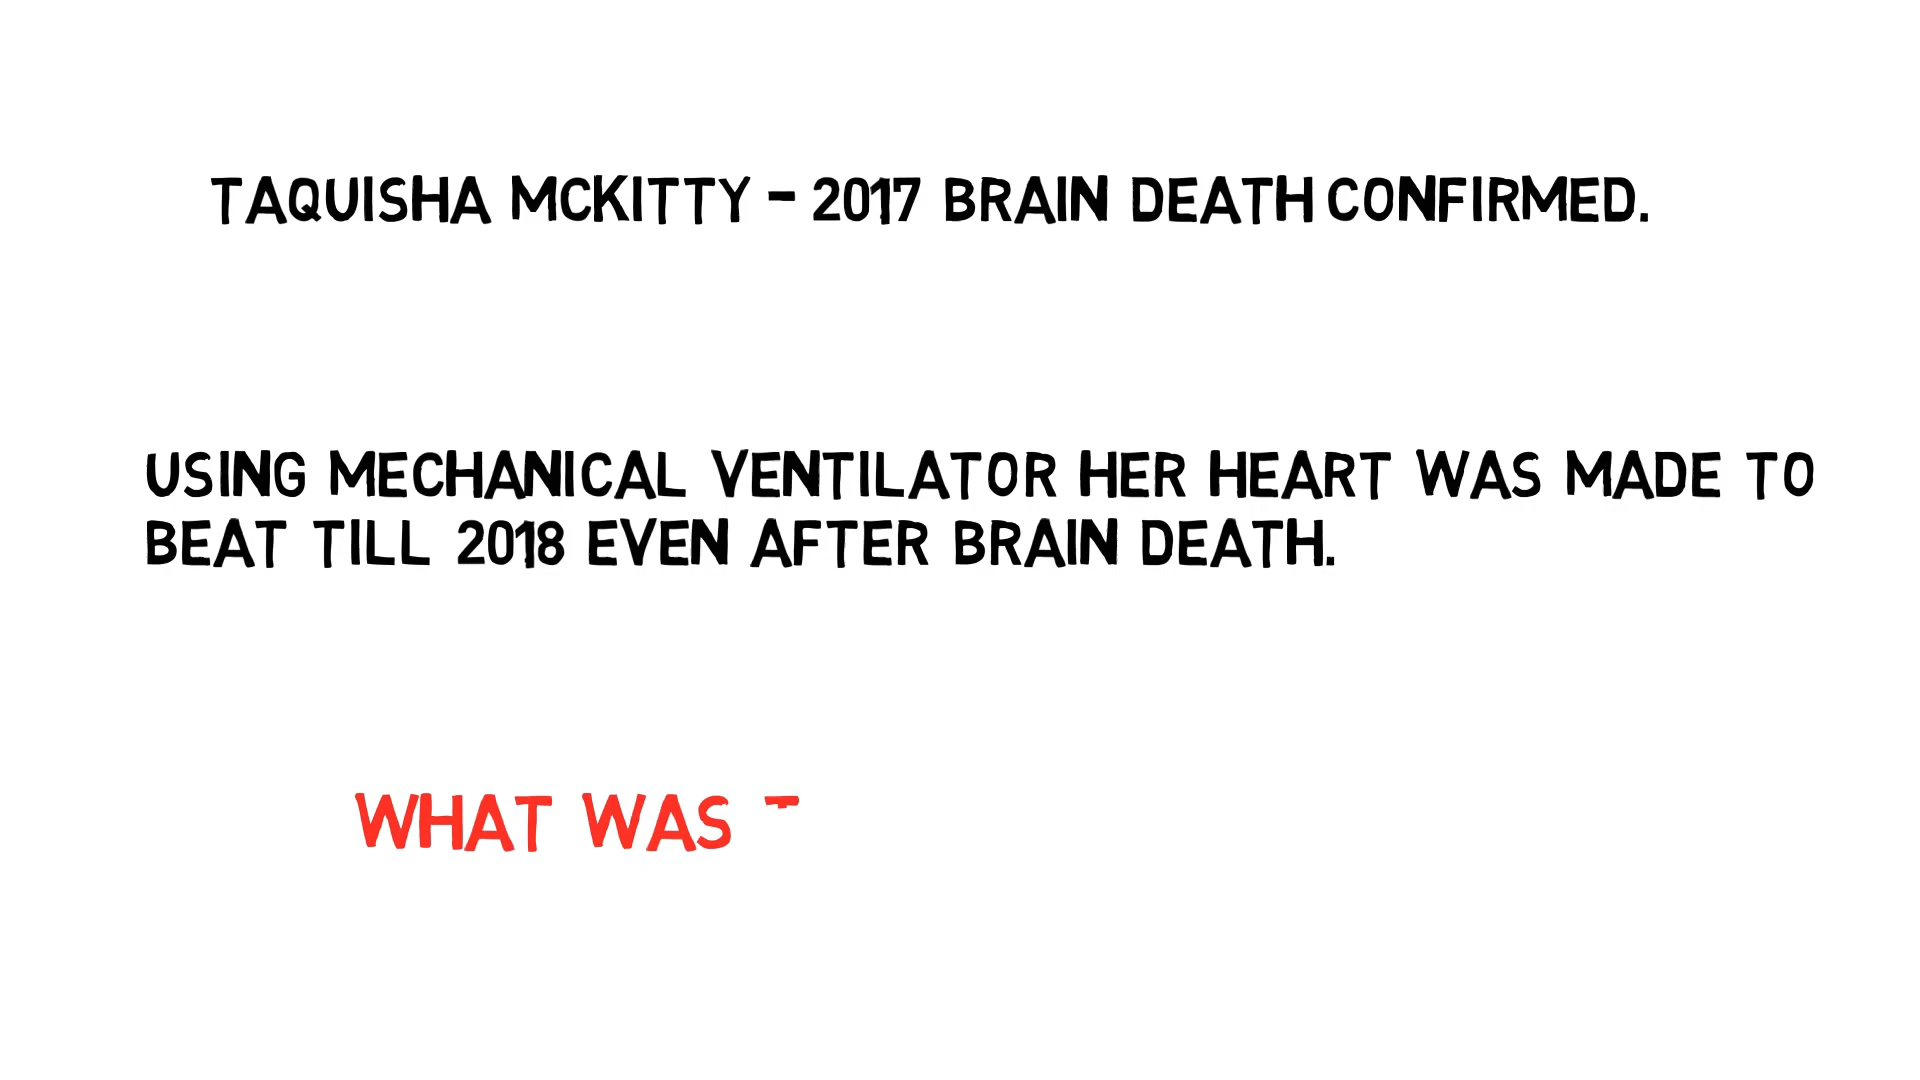 TAQUISHA MCKITTY - 2017 BRAIN DEATH CONFIRMED.
USING MECHANICAL VENTILATOR HER HEART WAS MADE TO
BEAT TILL 2018 EVEN AFTER BRAIN DEATH.
WHAT WAS